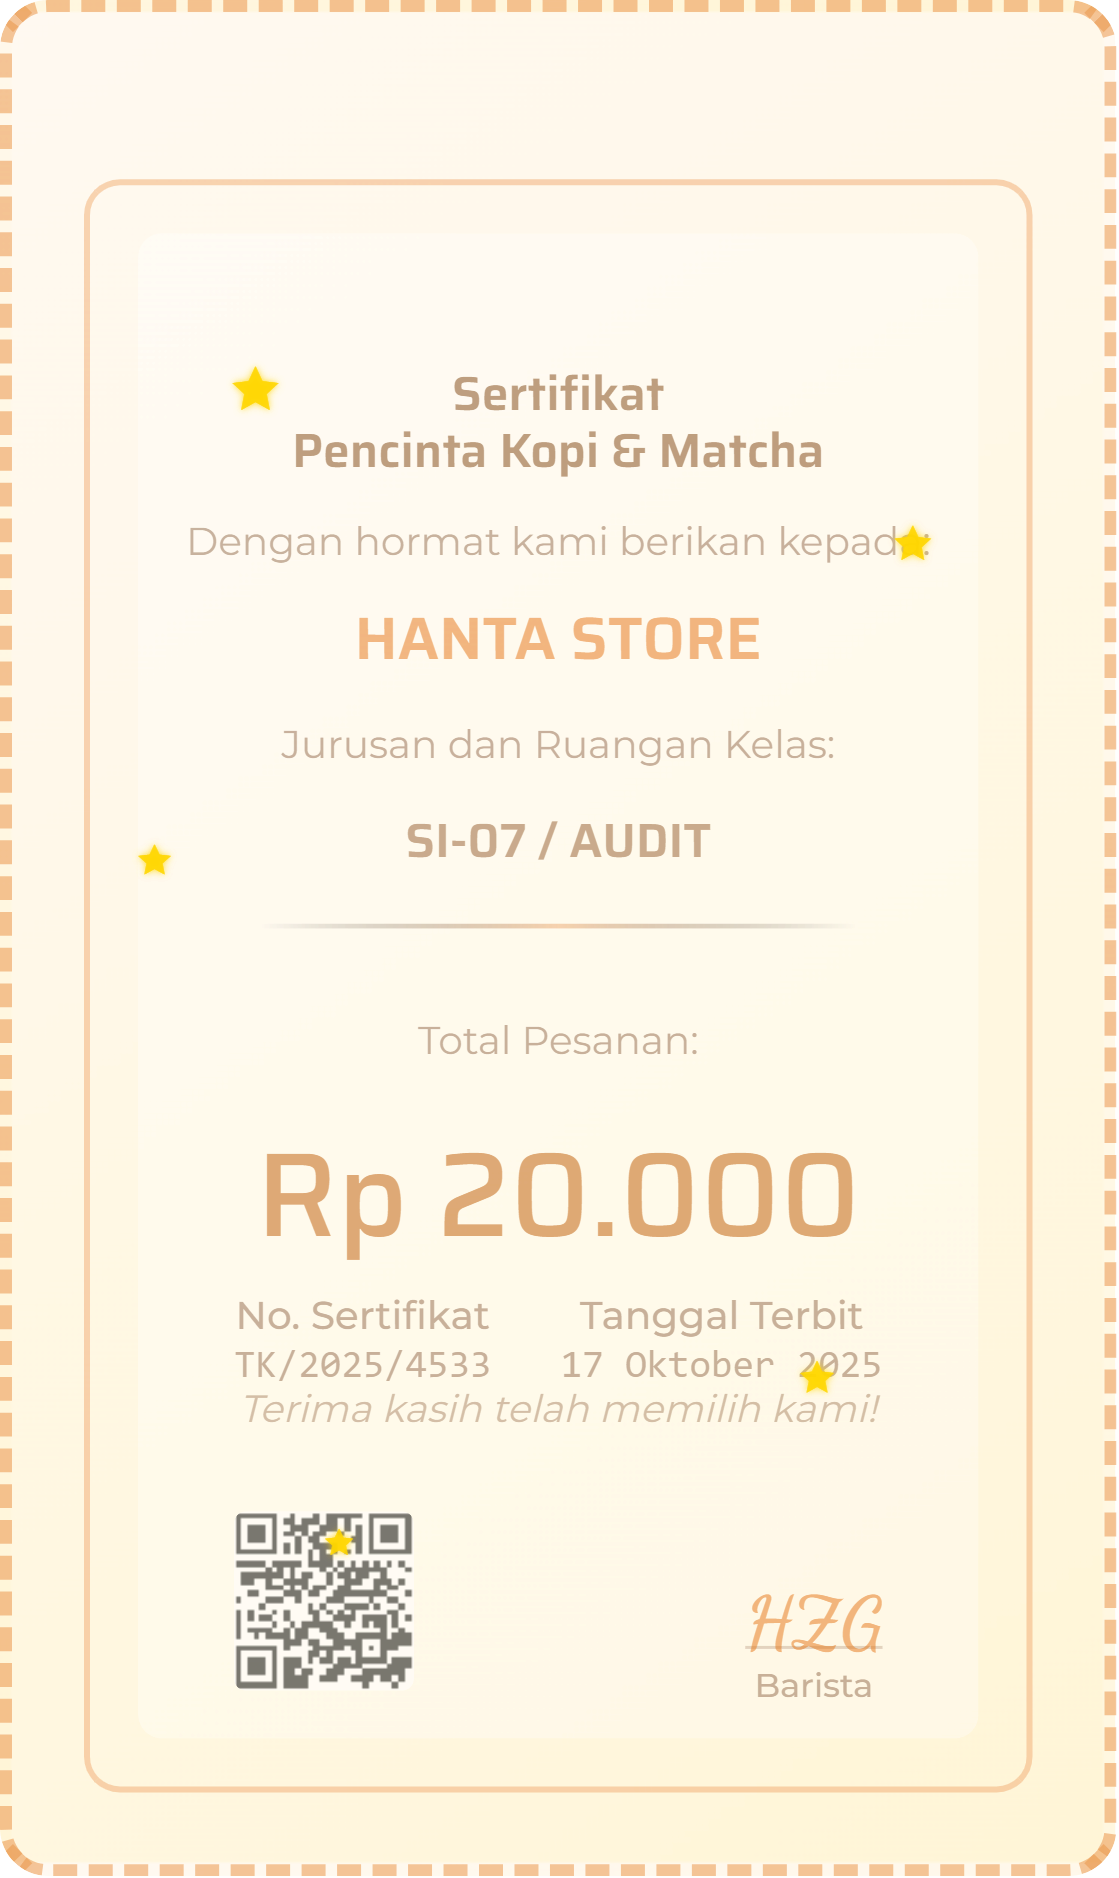 Sertifikat
Pencinta Kopi & Matcha
Dengan hormat kami berikan kepada:
HANTA STORE
Jurusan dan Ruangan Kelas:
SI-07 / AUDIT
Total Pesanan:
Rp 20.000
No. Sertifikat
TK/2025/4533
Tanggal Terbit
17 Oktober 2025
Terima kasih telah memilih kami!
HZG
Barista